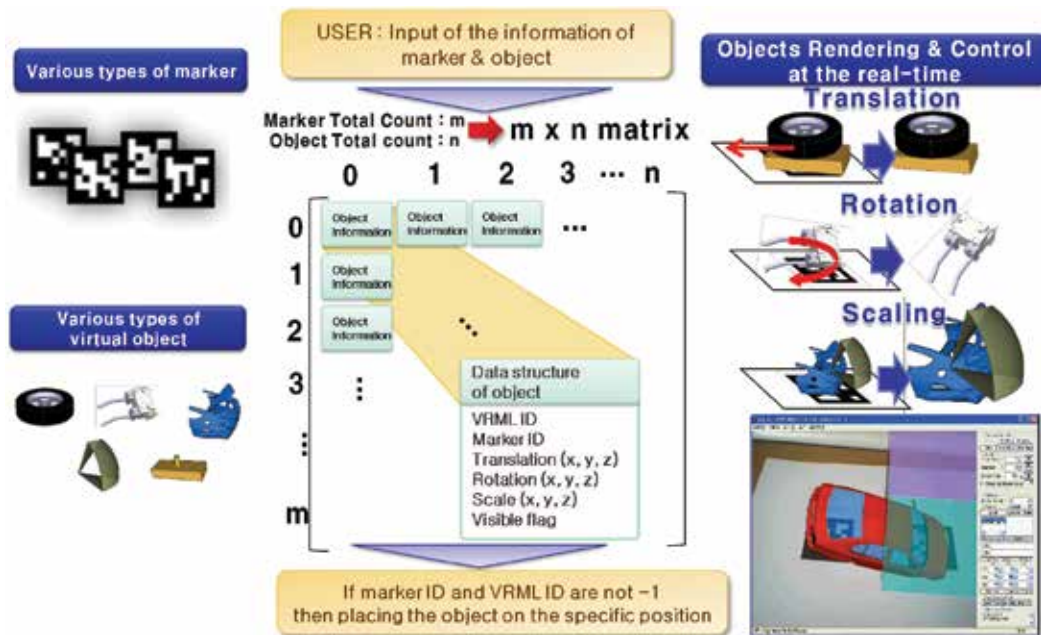 USER : Input of the information of
marker & object
Various types of marker
Objects Rendering & Control
at the real-time
Marker Total Count : m
Object Total count : n
m x n matrix
0 1 2 3 ... n
0
1
2
3
m
Object
Information
Object
Information
Object
Information
Object
Information
Object
Information
Data structure
of object
VRML ID
Marker ID
Translation (x, y, z)
Rotation (x, y, z)
Scale (x, y, z)
Visible flag
Various types of
virtual object
Translation
Rotation
Scaling
If marker ID and VRML ID are not -1
then placing the object on the specific position